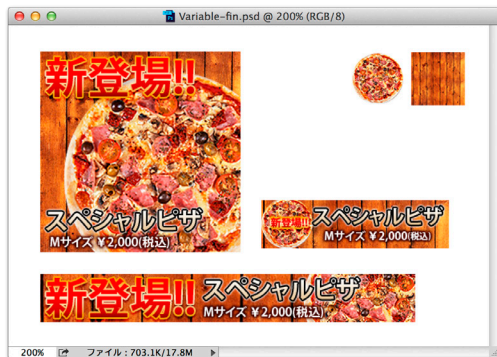 Variable-fin.psd @ 200% (RGB/8)
新登場!!
スペシャルピザ
Mサイズ ¥2,000(税込)
新登場!!
スペシャルピザ
Mサイズ ¥2,000(税込)
新登場!!
スペシャルピザ
Mサイズ ¥2,000(税込)
200%
ファイル : 703.1K/17.8M